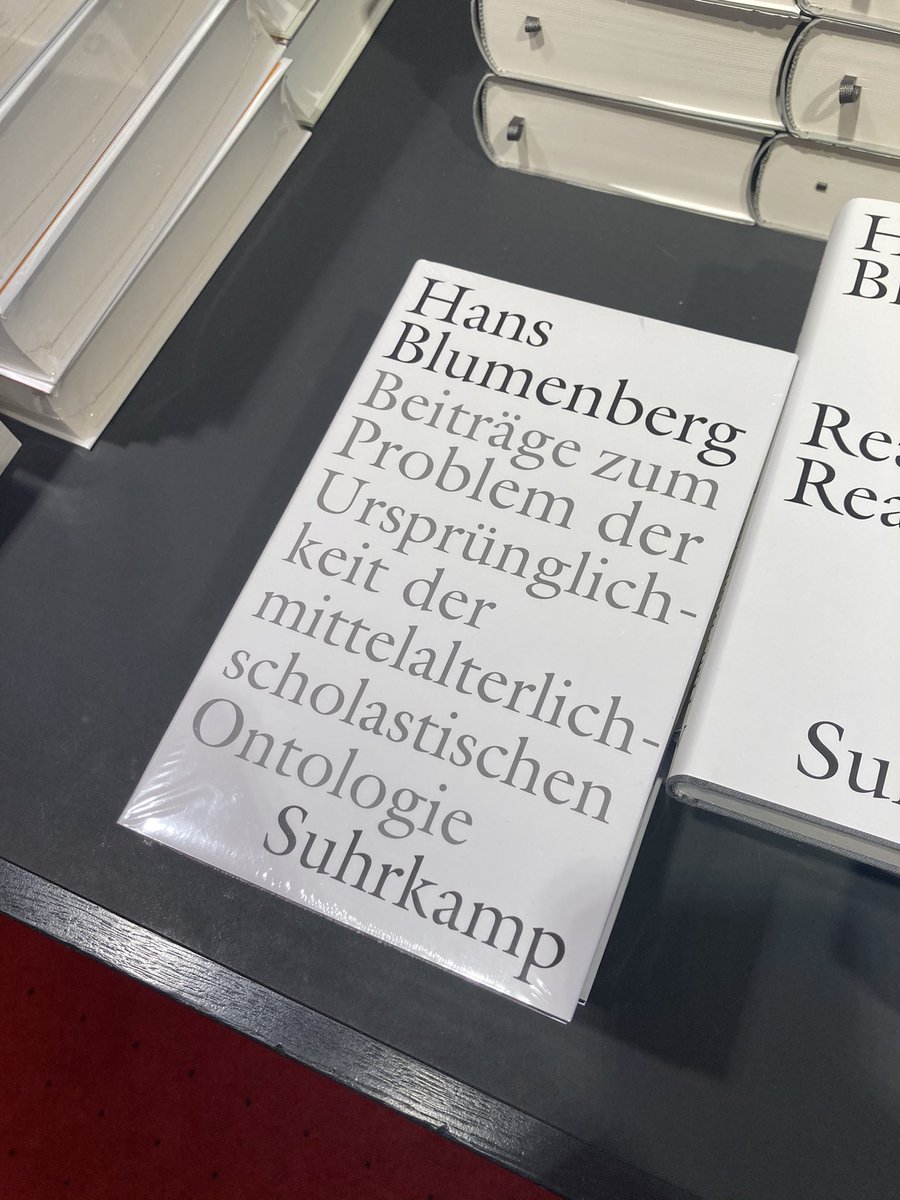 Hans
Blumenberg
Beiträge zum
Problem der
Ursprünglich-
keit der
mittelalterlich-
scholastischen
Ontologie
Suhrkamp